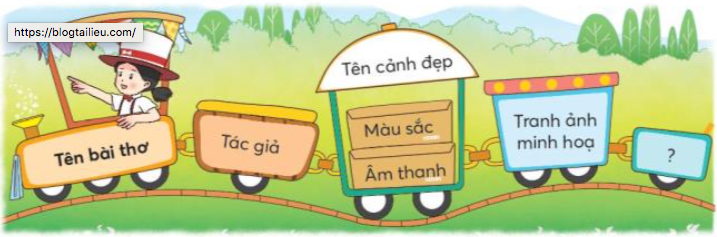 https://blogtailieu.com/
Tên bài thơ
Tác giả
Tên cảnh đẹp
Màu sắc
Âm thanh
Tranh ảnh
minh hoạ
?